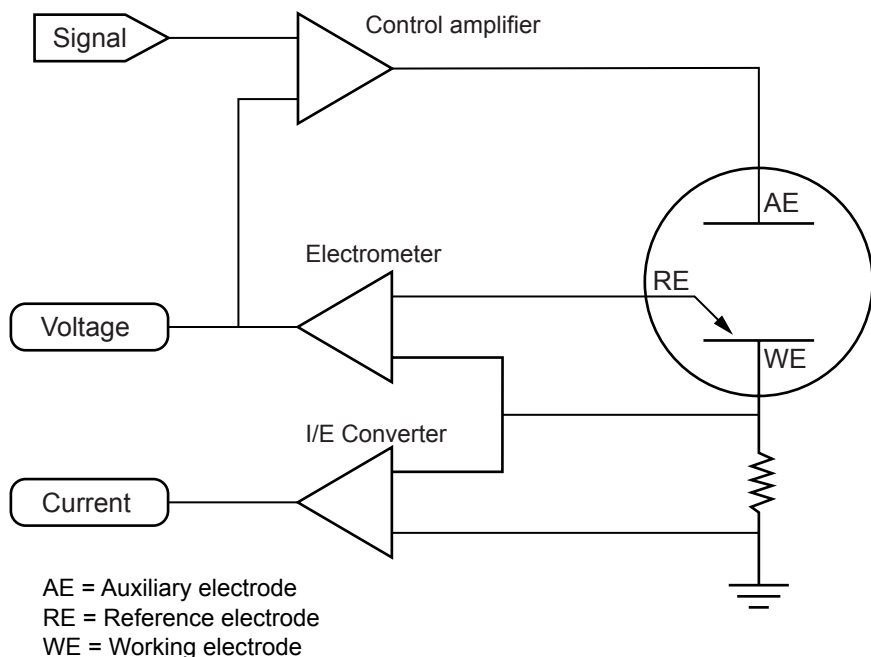 Signal
Control amplifier
AE
Electrometer
RE
Voltage
WE
I/E Converter
Current
AE = Auxiliary electrode
RE = Reference electrode
WE = Working electrode